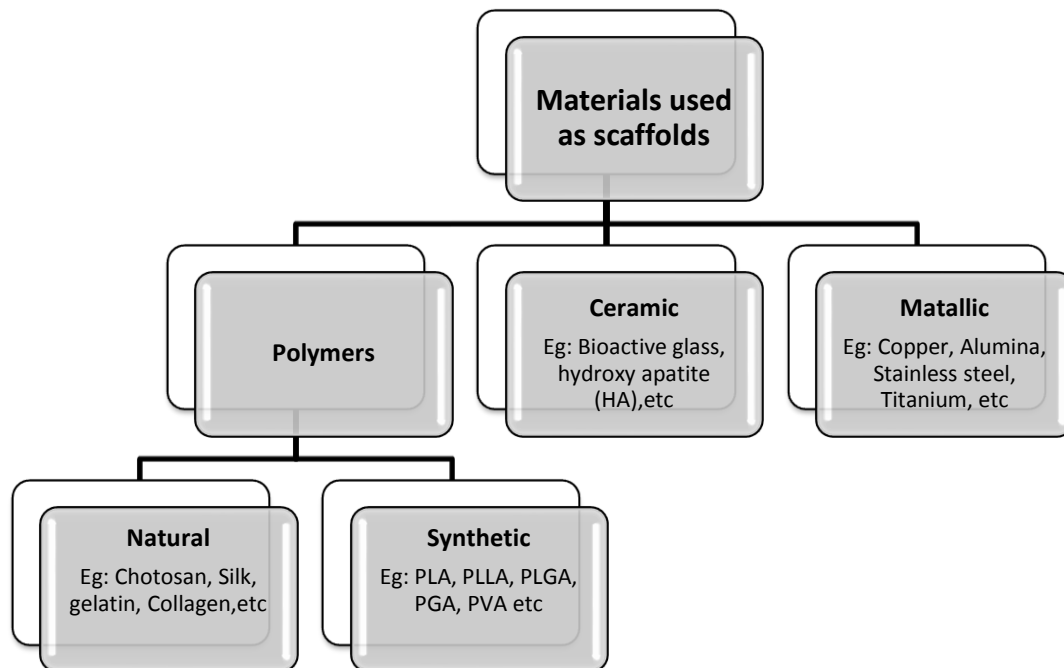 Materials used
as scaffolds
Polymers
Ceramic
Eg: Bioactive glass,
hydroxy apatite
(HA),etc
Matallic
Eg: Copper, Alumina,
Stainless steel,
Titanium, etc
Natural
Eg: Chotosan, Silk,
gelatin, Collagen,etc
Synthetic
Eg: PLA, PLLA, PLGA,
PGA, PVA etc